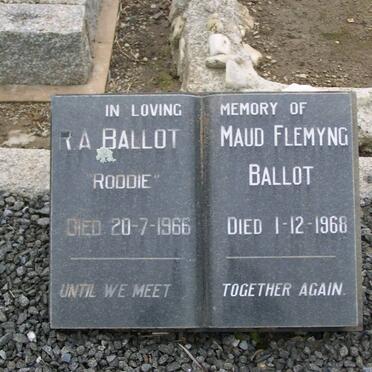 IN LOVING MEMORY OF
R.A BALLOT
"RODDIE"
DIED 20-7-1966
UNTIL WE MEET
MAUD FLEMYNG
BALLOT
DIED 1-12-1968
TOGETHER AGAIN.